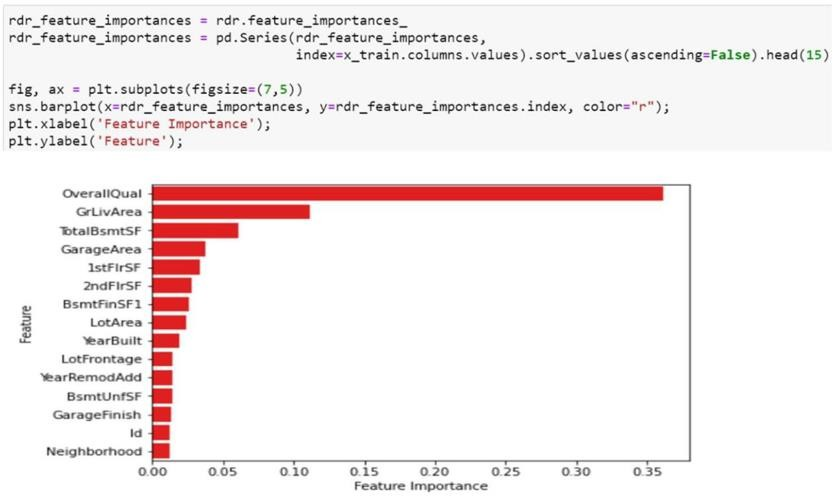 rdr_feature_importances = rdr.feature_importances_
rdr_feature_importances = pd.Series(rdr_feature_importances,
index=x_train.columns.values).sort_values(ascending=False).head(15)
fig, ax = plt.subplots(figsize=(7,5))
sns.barplot(x=rdr_feature_importances, y=rdr_feature_importances.index, color="r");
plt.xlabel('Feature Importance');
plt.ylabel('Feature');
Feature
OverallQual
GrLivArea
TotalBsmtSF
GarageArea
1stFlrSF
2ndFlrSF
BsmtFinSF1
LotArea
YearBuilt
LotFrontage
YearRemodAdd
BsmtUnfSF
GarageFinish
Id
Neighborhood
0.00 0.05 0.10 0.15 0.20 0.25 0.30 0.35
Feature Importance